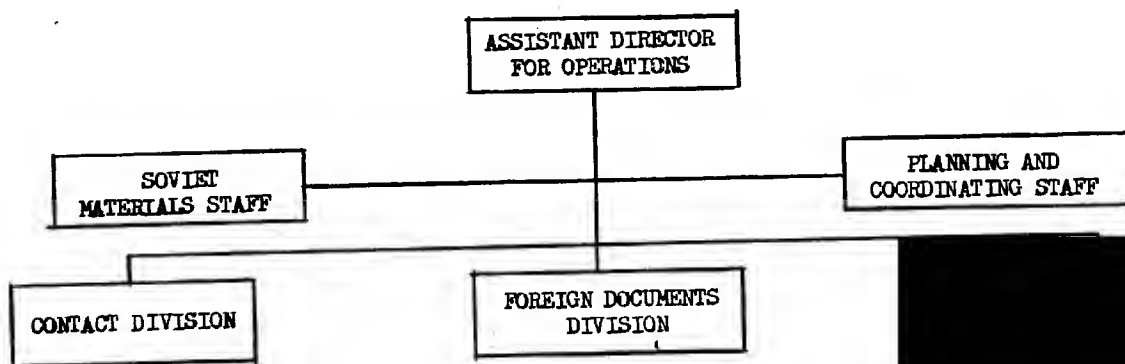 ASSISTANT DIRECTOR
FOR OPERATIONS
SOVIET
MATERIALS STAFF
PLANNING AND
COORDINATING STAFF
CONTACT DIVISION
FOREIGN DOCUMENTS
DIVISION